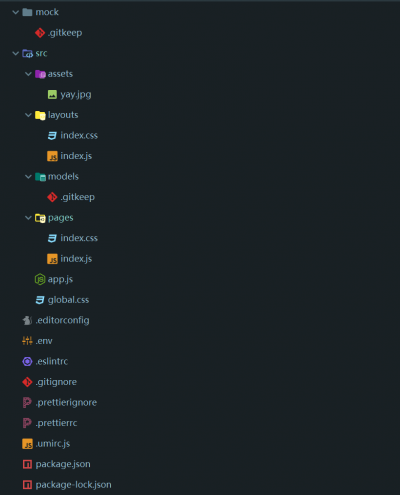 mock
.gitkeep
src
assets
yay.jpg
layouts
index.css
index.js
models
.gitkeep
pages
index.css
index.js
app.js
global.css
.editorconfig
.env
.eslintrc
.gitignore
.prettierignore
.prettierrc
.umirc.js
package.json
package-lock.json